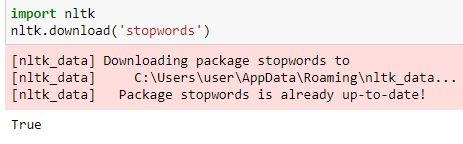 import nltk
nltk.download('stopwords')
[nltk_data] Downloading package stopwords to
[nltk_data]     C:\Users\user\AppData\Roaming\nltk_data...
[nltk_data]   Package stopwords is already up-to-date!
True